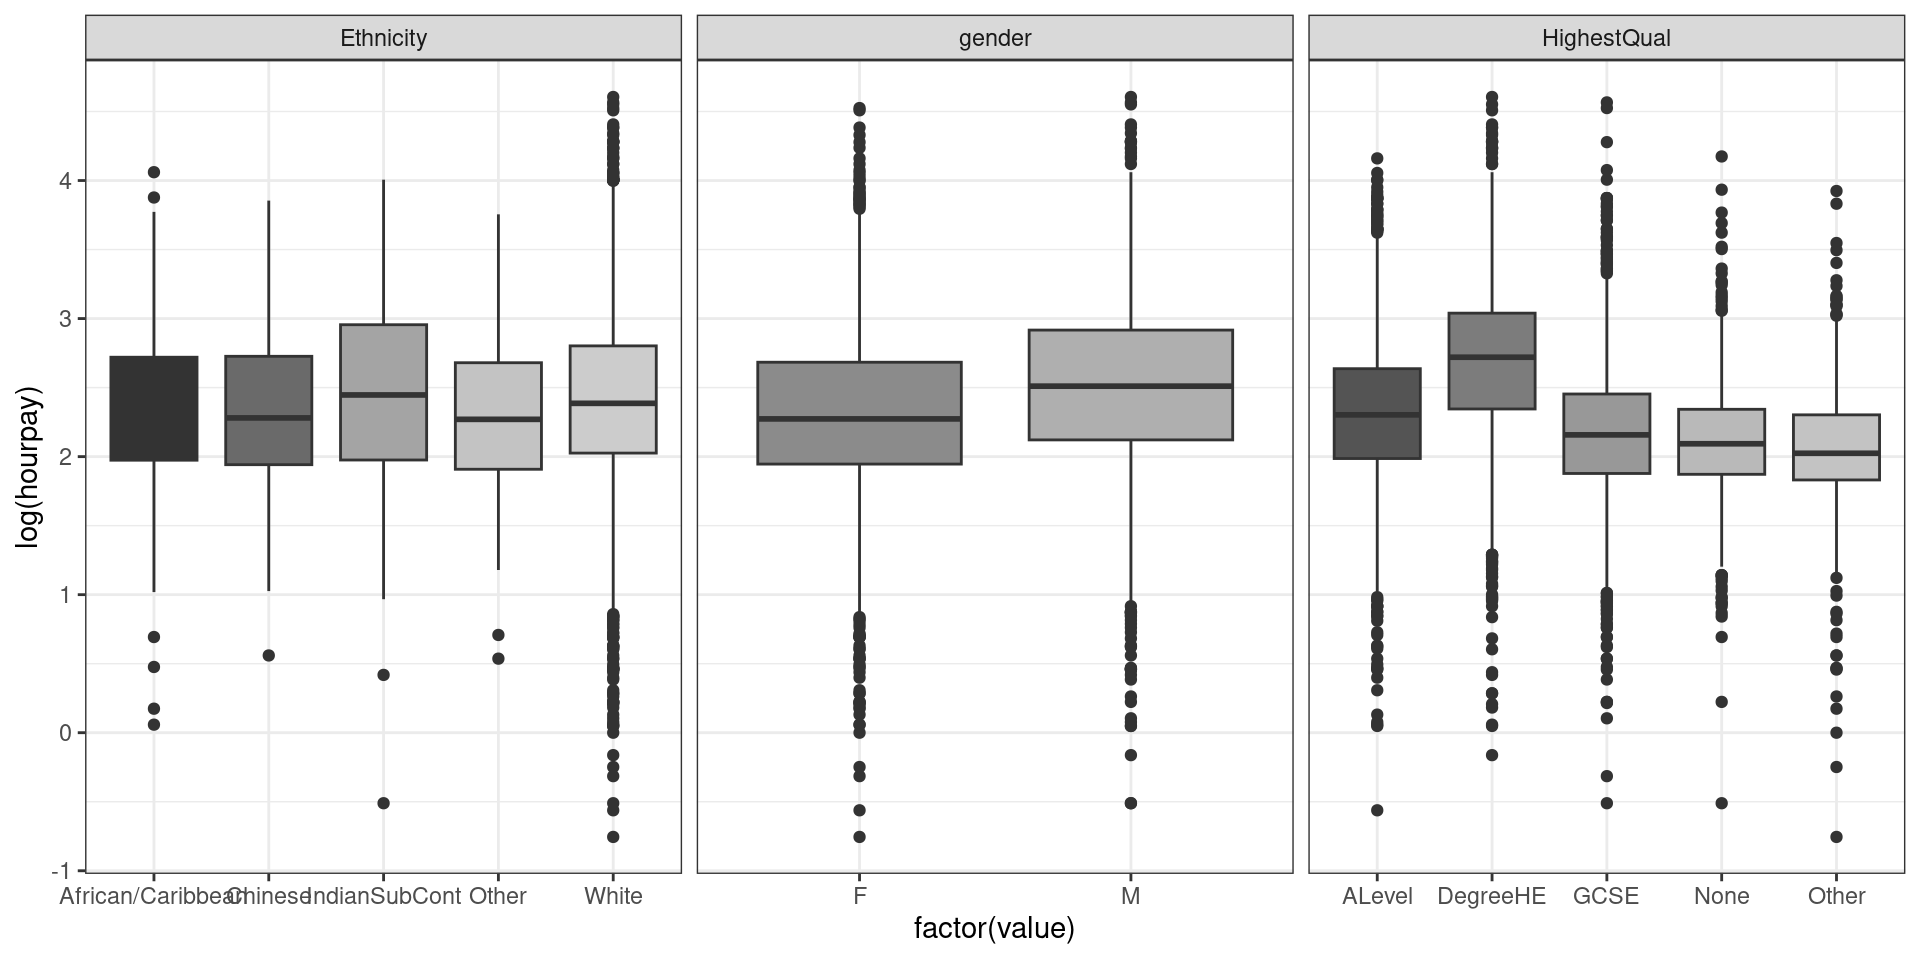 Ethnicity
gender
HighestQual
log(hourpay)
4
3
2
1
0
-1
African/Caribbean Chinese IndianSubCont Other White
F M
ALevel DegreeHE GCSE None Other
factor(value)